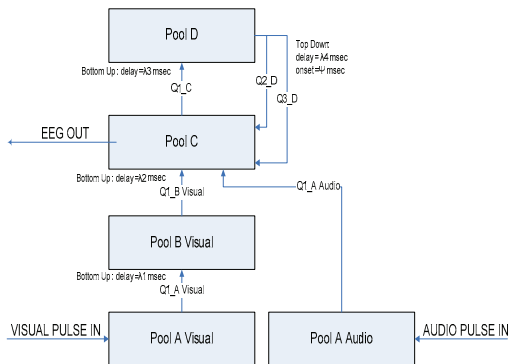 Pool D
Top Down:
delay=λ4 msec
onset=Ψ msec
Bottom Up: delay=λ3 msec
Q1_C
Q2_D
Q3_D
EEG OUT
Pool C
Bottom Up: delay=λ2 msec
Q1_B Visual
Q1_A Audio
Pool B Visual
Bottom Up: delay=λ1 msec
Q1_A Visual
VISUAL PULSE IN
Pool A Visual
Pool A Audio
AUDIO PULSE IN